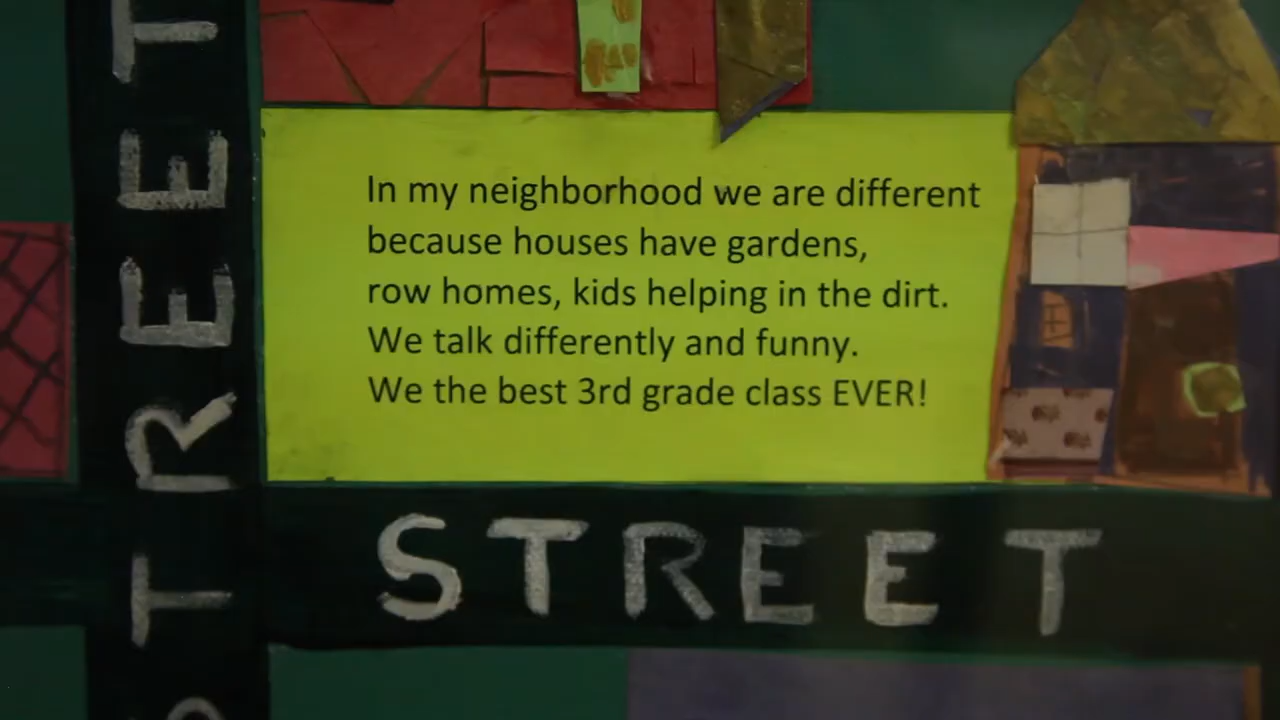 In my neighborhood we are different
because houses have gardens,
row homes, kids helping in the dirt.
We talk differently and funny.
We the best 3rd grade class EVER!
STREET
STREET